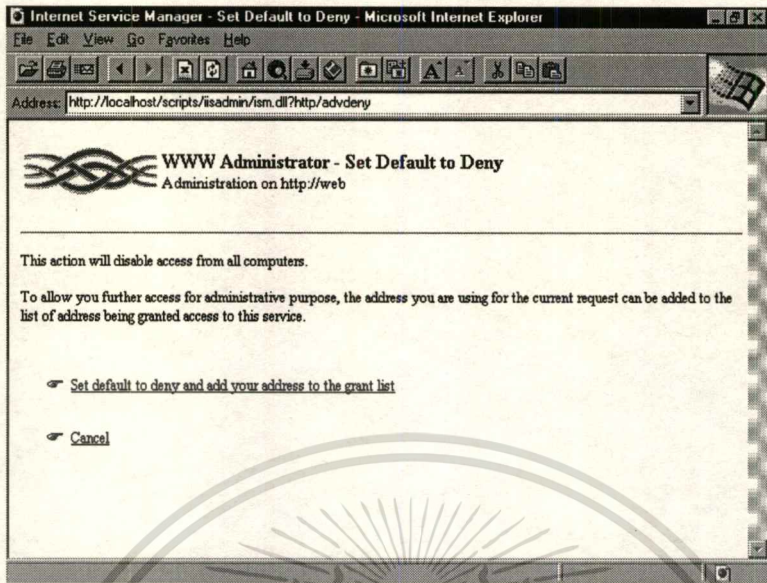 Internet Service Manager - Set Default to Deny - Microsoft Internet Explorer
File Edit View Go Favorites Help
Address: http://localhost/scripts/iisadmin/ism.dll?http/advdeny
WWW Administrator - Set Default to Deny
Administration on http://web
This action will disable access from all computers.
To allow you further access for administrative purpose, the address you are using for the current request can be added to the
list of address being granted access to this service.
Set default to deny and add your address to the grant list
Cancel